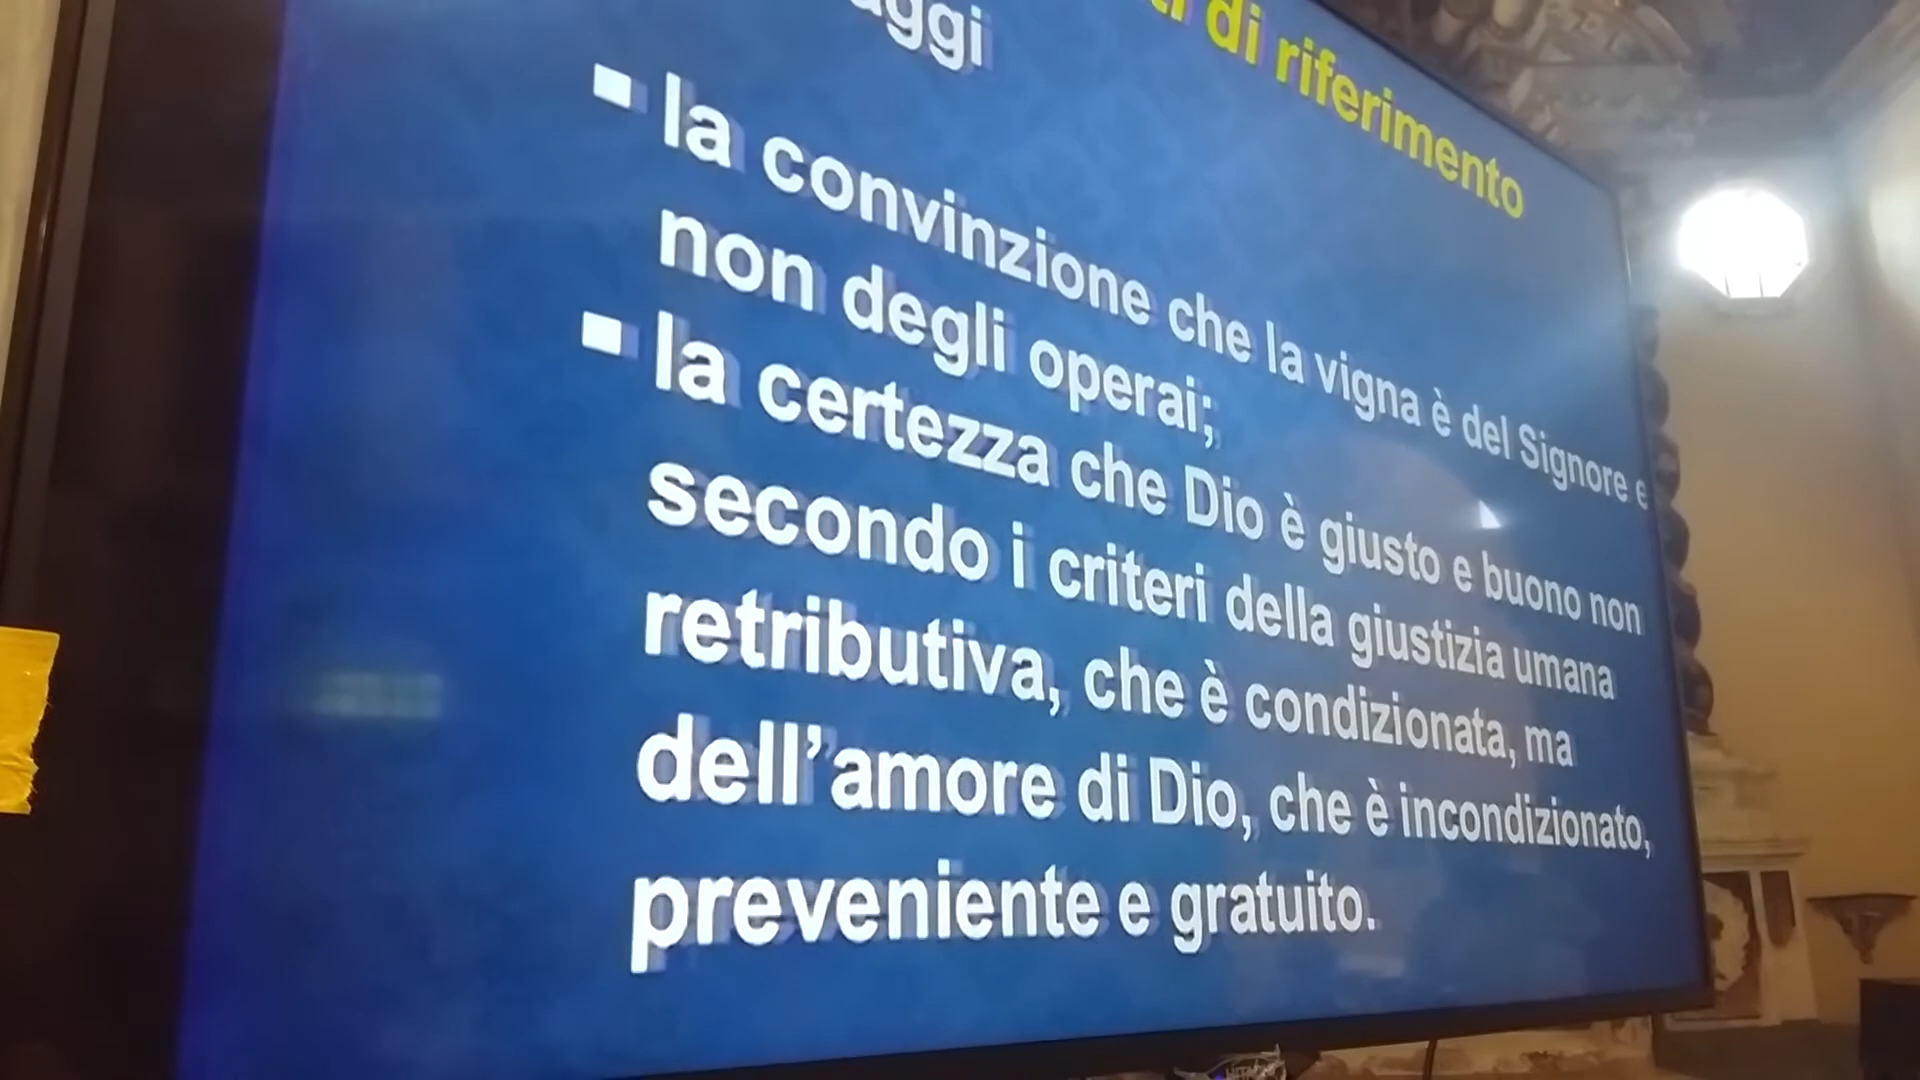 di riferimento
la convinzione che la vigna è del Signore e
non degli operai;
la certezza che Dio è giusto e buono non
secondo i criteri della giustizia umana
retributiva, che è condizionata, ma
dell’amore di Dio, che è incondizionato,
preveniente e gratuito.